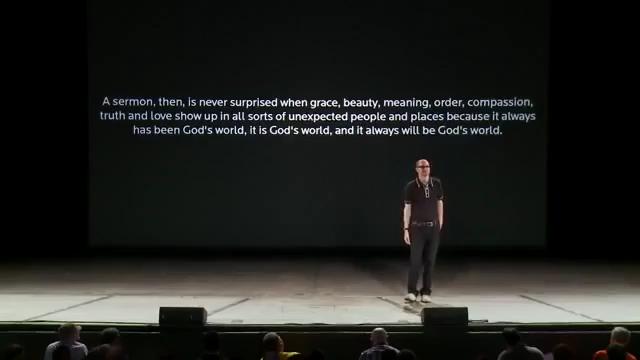 A sermon, then, is never surprised when grace, beauty, meaning, order, compassion,
truth and love show up in all sorts of unexpected people and places because it always
has been God's world, it is God's world, and it always will be God's world.